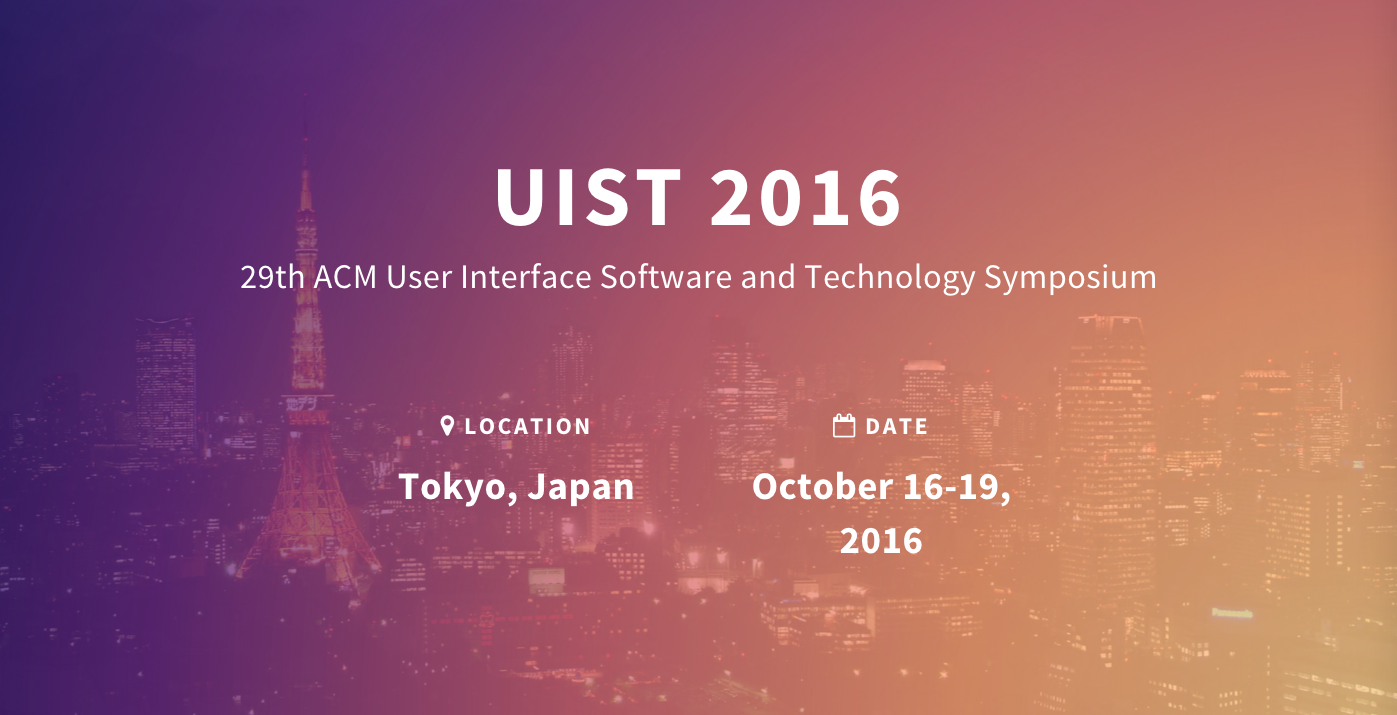 UIST 2016
29th ACM User Interface Software and Technology Symposium
LOCATION
Tokyo, Japan
DATE
October 16-19,
2016